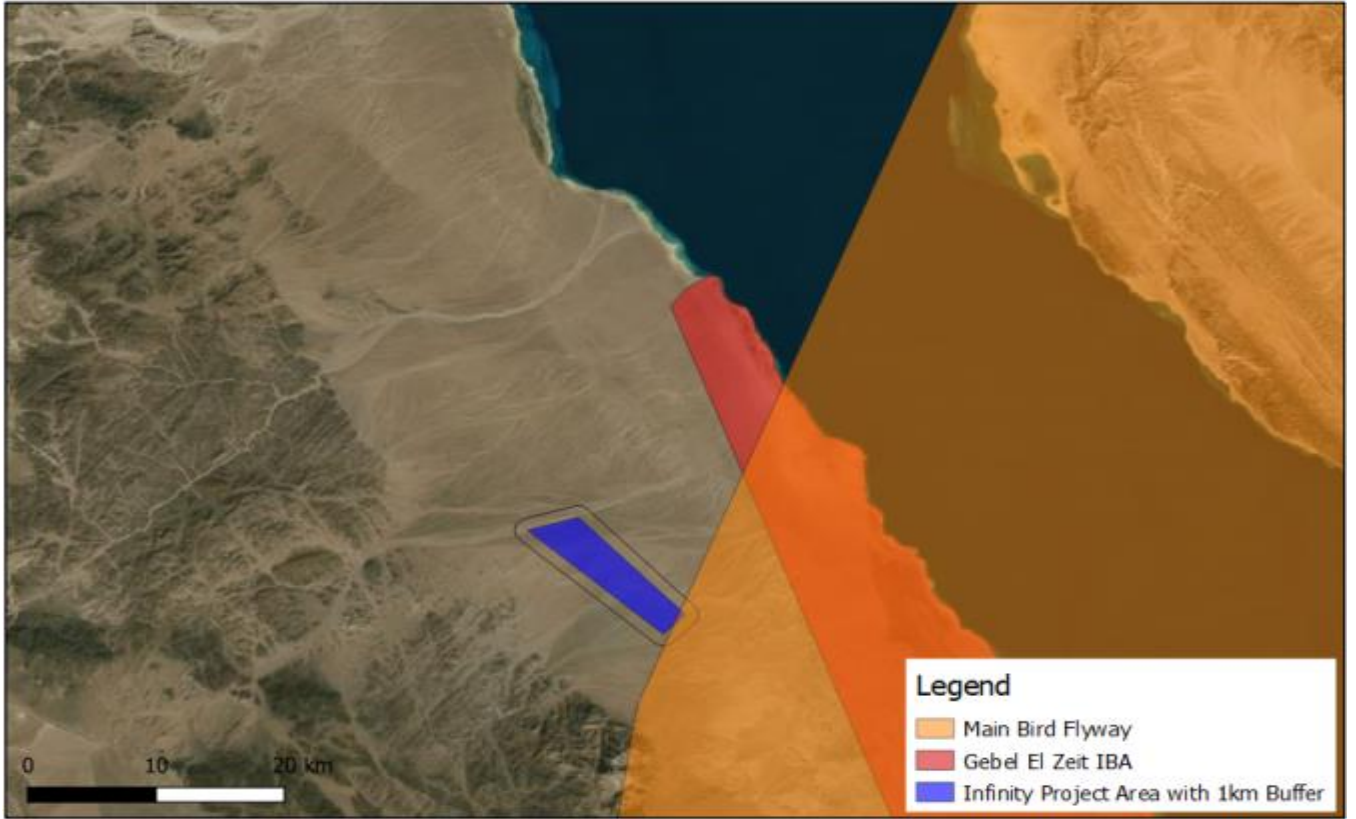 Legend
Main Bird Flyway
Gebel El Zeit IBA
Infinity Project Area with 1km Buffer
0 10 20 km